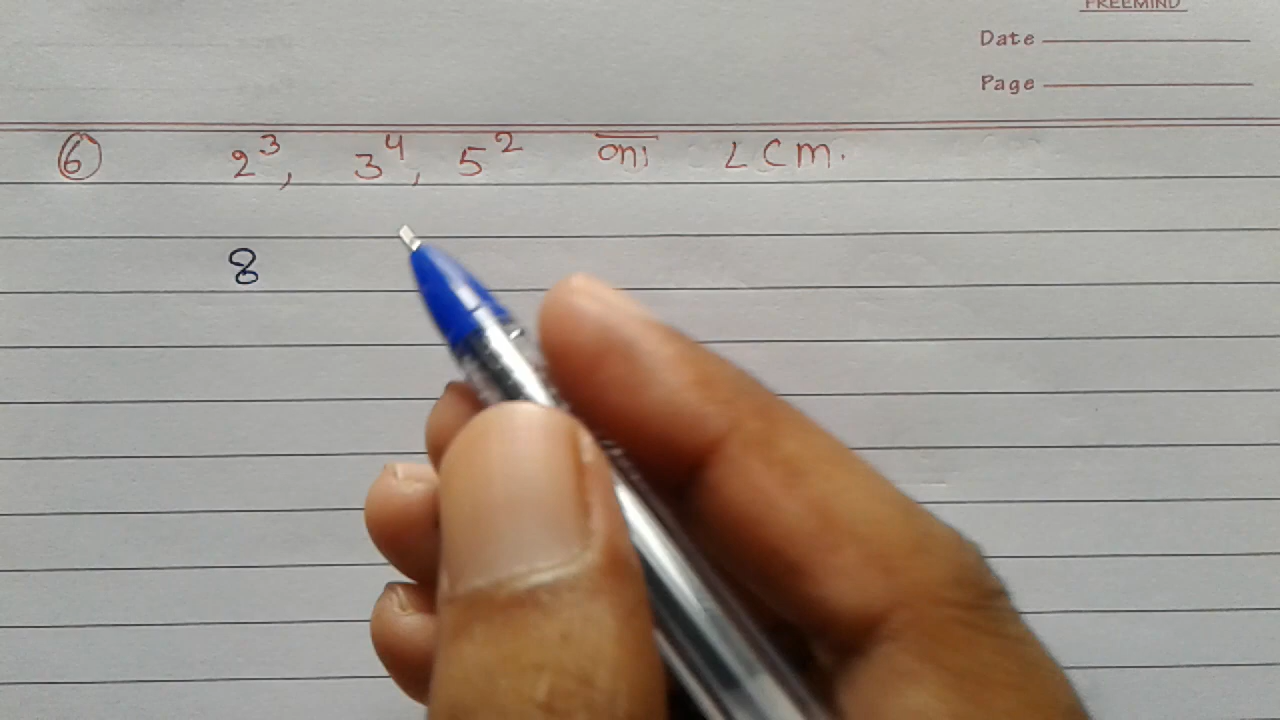 FREEMIND
Date
Page
⑥ 2³, 3⁴, 5² LCM.
8